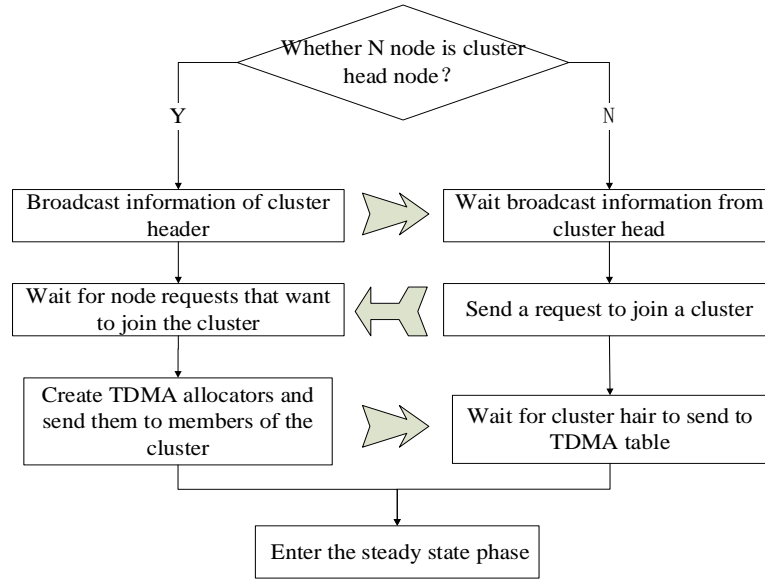 Whether N node is cluster
head node？
Y
N
Broadcast information of cluster
header
Wait broadcast information from
cluster head
Wait for node requests that want
to join the cluster
Send a request to join a cluster
Create TDMA allocators and
send them to members of the
cluster
Wait for cluster hair to send to
TDMA table
Enter the steady state phase